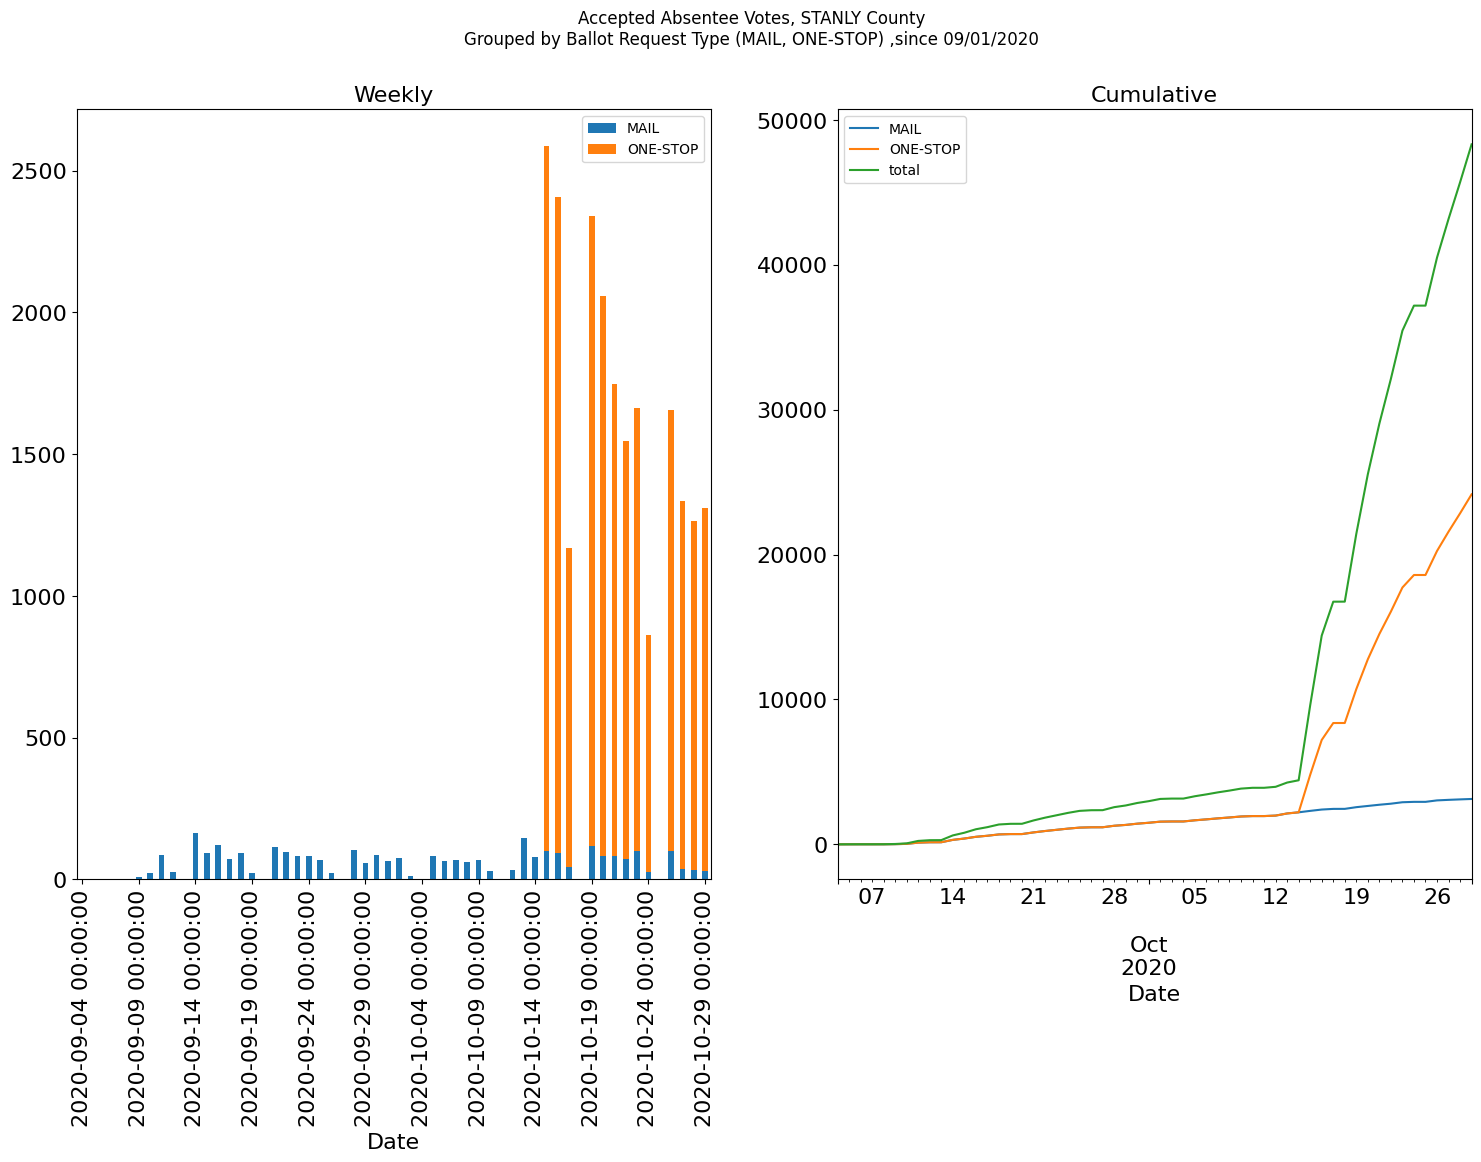 Accepted Absentee Votes, STANLY County
Grouped by Ballot Request Type (MAIL, ONE-STOP) ,since 09/01/2020
Weekly
MAIL
ONE-STOP
2500
2000
1500
1000
500
0
2020-09-04 00:00:00
2020-09-09 00:00:00
2020-09-14 00:00:00
2020-09-19 00:00:00
2020-09-24 00:00:00
2020-09-29 00:00:00
2020-10-04 00:00:00
2020-10-09 00:00:00
2020-10-14 00:00:00
2020-10-19 00:00:00
2020-10-24 00:00:00
2020-10-29 00:00:00
Date
Cumulative
MAIL
ONE-STOP
total
50000
40000
30000
20000
10000
0
07 14 21 28 05 12 19 26
Oct
2020
Date